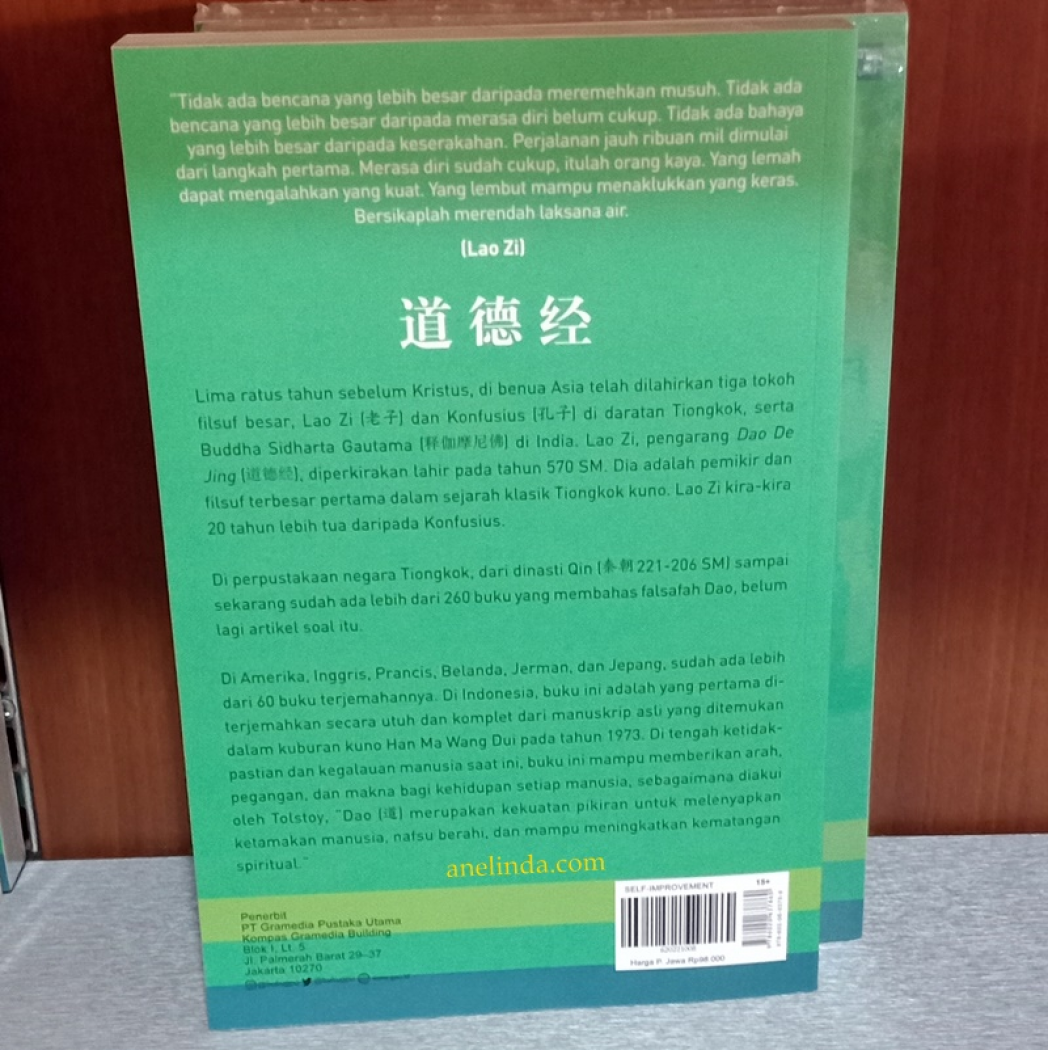 "Tidak ada bencana yang lebih besar daripada meremehkan musuh. Tidak ada
bencana yang lebih besar daripada merasa diri belum cukup. Tidak ada bahaya
yang lebih besar daripada keserakahan. Perjalanan jauh ribuan mil dimulai
dari langkah pertama. Merasa diri sudah cukup, itulah orang kaya. Yang lemah
dapat mengalahkan yang kuat. Yang lembut mampu menaklukkan yang keras.
Bersikaplah merendah laksana air.
(Lao Zi)
道德经
Lima ratus tahun sebelum Kristus, di benua Asia telah dilahirkan tiga tokoh
filsuf besar, Lao Zi (老子) dan Konfusius (孔子) di daratan Tiongkok, serta
Buddha Sidharta Gautama (释伽摩尼佛) di India. Lao Zi, pengarang Dao De
Jing (道德经), diperkirakan lahir pada tahun 570 SM. Dia adalah pemikir dan
filsuf terbesar pertama dalam sejarah klasik Tiongkok kuno. Lao Zi kira-kira
20 tahun lebih tua daripada Konfusius.
Di perpustakaan negara Tiongkok, dari dinasti Qin (秦朝 221-206 SM) sampai
sekarang sudah ada lebih dari 260 buku yang membahas falsafah Dao, belum
lagi artikel soal itu.
Di Amerika, Inggris, Prancis, Belanda, Jerman, dan Jepang, sudah ada lebih
dari 60 buku terjemahannya. Di Indonesia, buku ini adalah yang pertama di-
terjemahkan secara utuh dan komplet dari manuskrip asli yang ditemukan
dalam kuburan kuno Han Ma Wang Dui pada tahun 1973. Di tengah ketidak-
pastian dan kegalauan manusia saat ini, buku ini mampu memberikan arah,
pegangan, dan makna bagi kehidupan setiap manusia, sebagaimana diakui
oleh Tolstoy, "Dao (道) merupakan kekuatan pikiran untuk melenyapkan
ketamakan manusia, nafsu berahi, dan mampu meningkatkan kematangan
spiritual."
anelinda.com
Penerbit
PT Gramedia Pustaka Utama
Kompas Gramedia Building
Blok I, Lt. 5
Jl. Palmerah Barat 29–37
Jakarta 10270
SELF-IMPROVEMENT
15+
Harga P. Jawa Rp98.000